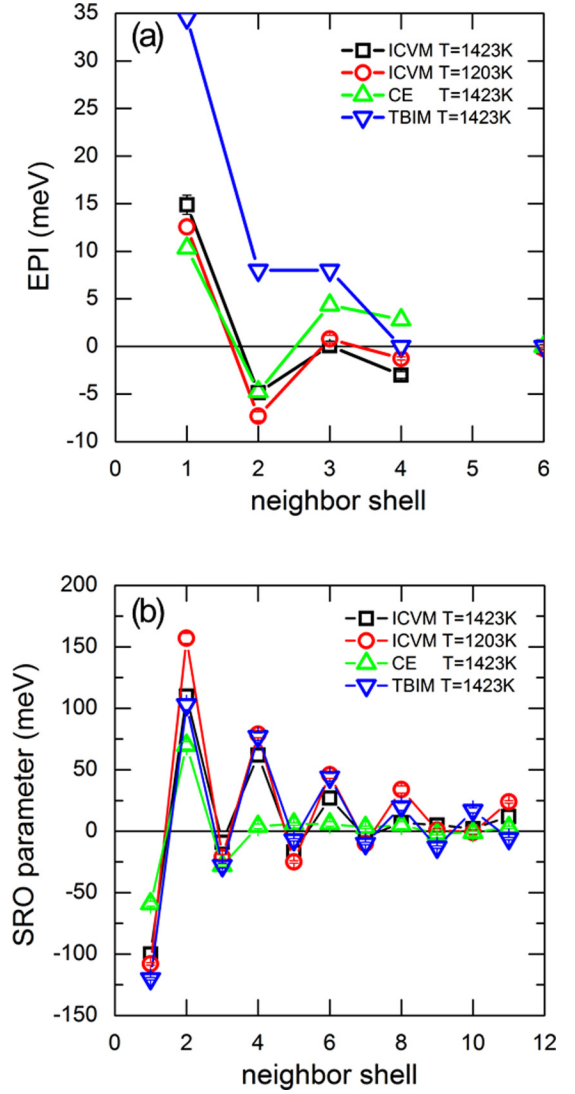 (a)
ICVM T=1423K
ICVM T=1203K
CE T=1423K
TBIM T=1423K
EPI (meV)
35
30
25
20
15
10
5
0
-5
-10
0 1 2 3 4 5 6
neighbor shell
(b)
ICVM T=1423K
ICVM T=1203K
CE T=1423K
TBIM T=1423K
SRO parameter (meV)
200
150
100
50
0
-50
-100
-150
0 2 4 6 8 10 12
neighbor shell